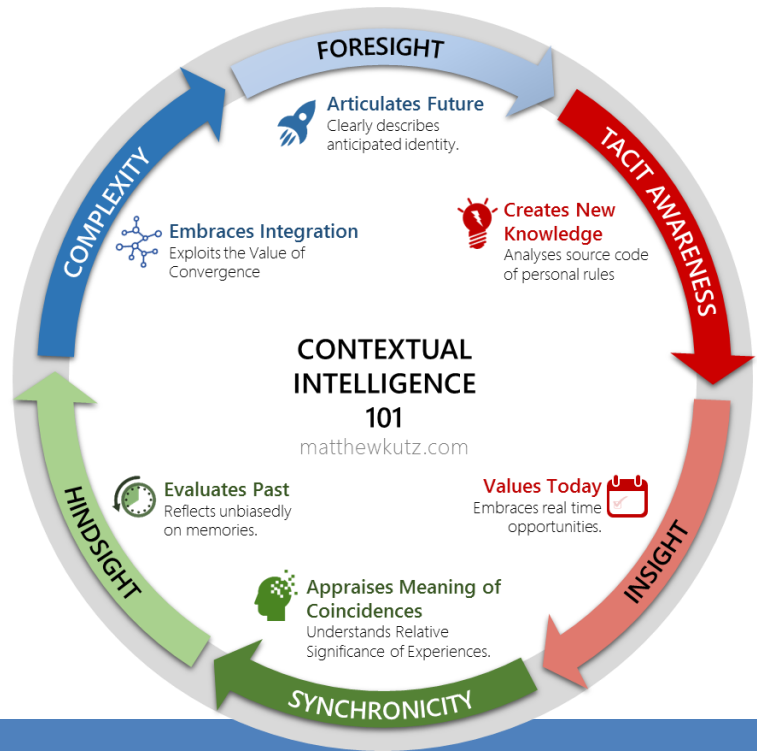 FORESIGHT
Articulates Future
Clearly describes
anticipated identity.
TACIT AWARENESS
Creates New
Knowledge
Analyses source code
of personal rules
COMPLEXITY
Embraces Integration
Exploits the Value of
Convergence
CONTEXTUAL
INTELLIGENCE
101
matthewkutz.com
Values Today
Embraces real time
opportunities.
INSIGHT
Evaluates Past
Reflects unbiasedly
on memories.
HINDSIGHT
Appraises Meaning of
Coincidences
Understands Relative
Significance of Experiences.
SYNCHRONICITY